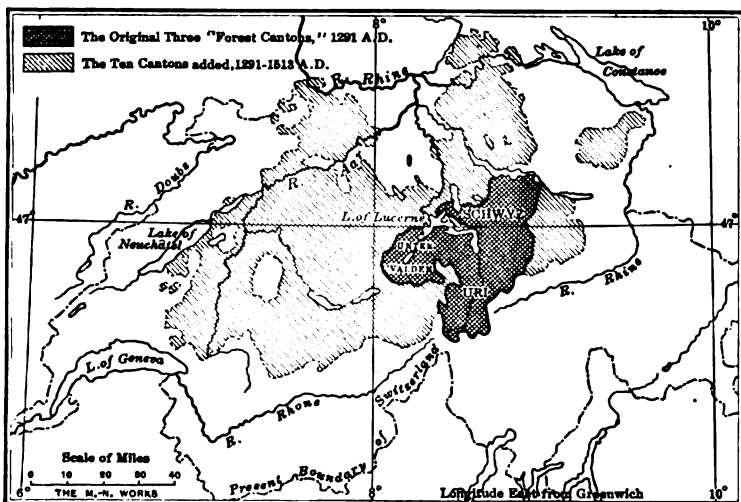 8°
10°
The Original Three "Forest Cantons," 1291 A.D.
The Ten Cantons added, 1291-1513 A.D.
Lake of
Constance
R. Rhine
R. Doubs
R. Aar
47°
L. of Lucerne
SCHWYZ
47°
Lake of
Neuchâtel
UNTER
WALDEN
URI
R. Rhine
L. of Geneva
R. Rhone
Present Boundary of Switzerland
Scale of Miles
0 10 20 30 40
6°
8°
10°
THE M.-N. WORKS
Longitude East from Greenwich